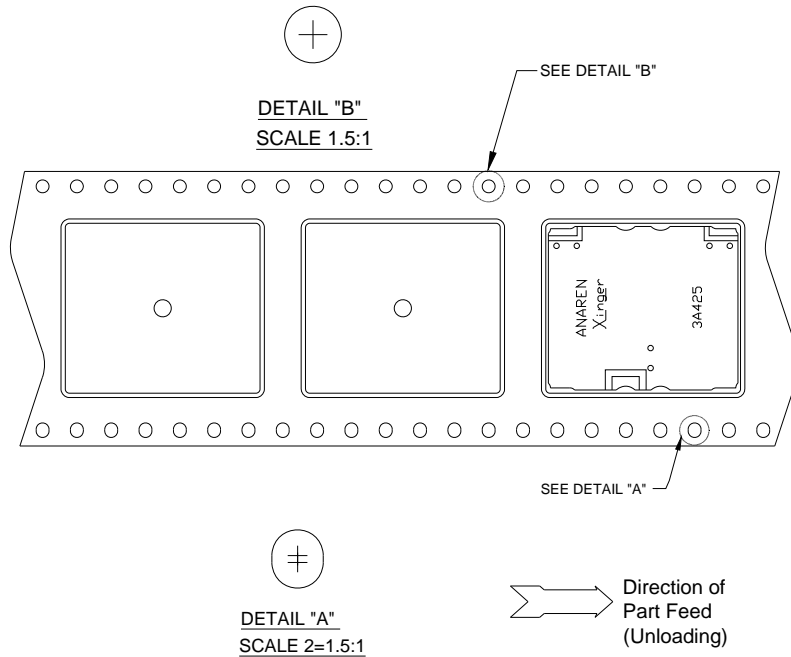 SEE DETAIL "B"
DETAIL "B"
SCALE 1.5:1
ANAREN
Xinger
3A425
SEE DETAIL "A"
DETAIL "A"
SCALE 2=1.5:1
Direction of
Part Feed
(Unloading)